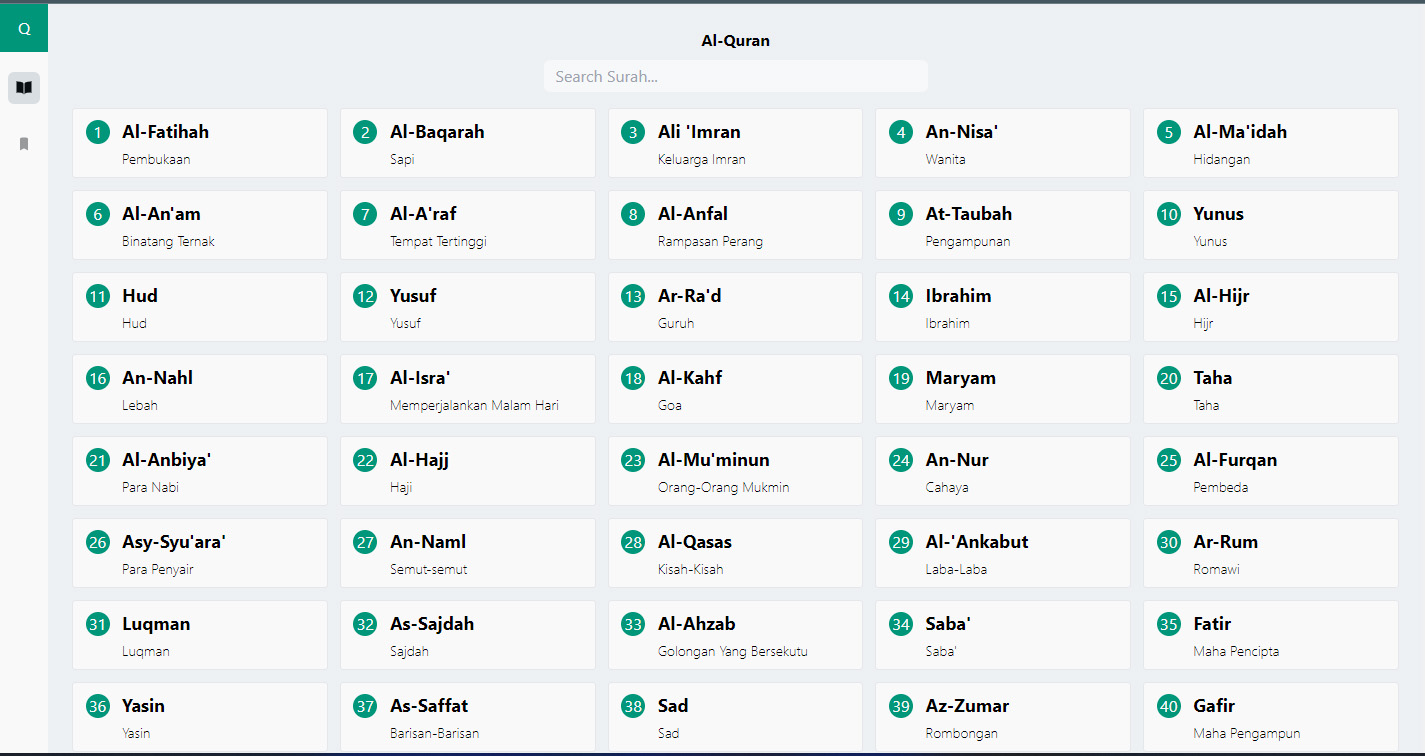 Q
Al-Quran
Search Surah...
1 Al-Fatihah
Pembukaan
2 Al-Baqarah
Sapi
3 Ali 'Imran
Keluarga Imran
4 An-Nisa'
Wanita
5 Al-Ma'idah
Hidangan
6 Al-An'am
Binatang Ternak
7 Al-A'raf
Tempat Tertinggi
8 Al-Anfal
Rampasan Perang
9 At-Taubah
Pengampunan
10 Yunus
Yunus
11 Hud
Hud
12 Yusuf
Yusuf
13 Ar-Ra'd
Guruh
14 Ibrahim
Ibrahim
15 Al-Hijr
Hijr
16 An-Nahl
Lebah
17 Al-Isra'
Memperjalankan Malam Hari
18 Al-Kahf
Goa
19 Maryam
Maryam
20 Taha
Taha
21 Al-Anbiya'
Para Nabi
22 Al-Hajj
Haji
23 Al-Mu'minun
Orang-Orang Mukmin
24 An-Nur
Cahaya
25 Al-Furqan
Pembeda
26 Asy-Syu'ara'
Para Penyair
27 An-Naml
Semut-semut
28 Al-Qasas
Kisah-Kisah
29 Al-'Ankabut
Laba-Laba
30 Ar-Rum
Romawi
31 Luqman
Luqman
32 As-Sajdah
Sajdah
33 Al-Ahzab
Golongan Yang Bersekutu
34 Saba'
Saba'
35 Fatir
Maha Pencipta
36 Yasin
Yasin
37 As-Saffat
Barisan-Barisan
38 Sad
Sad
39 Az-Zumar
Rombongan
40 Gafir
Maha Pengampun